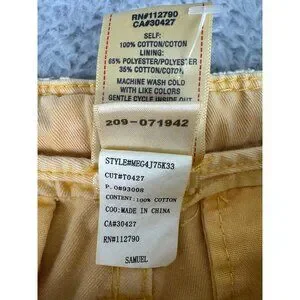 RN#112790
CA#30427
SELF:
100% COTTON/COTON
LINING:
65% POLYESTER/POLYESTER
35% COTTON/COTON
MACHINE WASH COLD
WITH LIKE COLORS
GENTLE CYCLE INSIDE OUT
209-071942
STYLE#MEG4J75K33
CUT#T0427
P.O#93098
CONTENT:100% COTTON
COO:MADE IN CHINA
CA#30427
RN#112790
SAMUEL